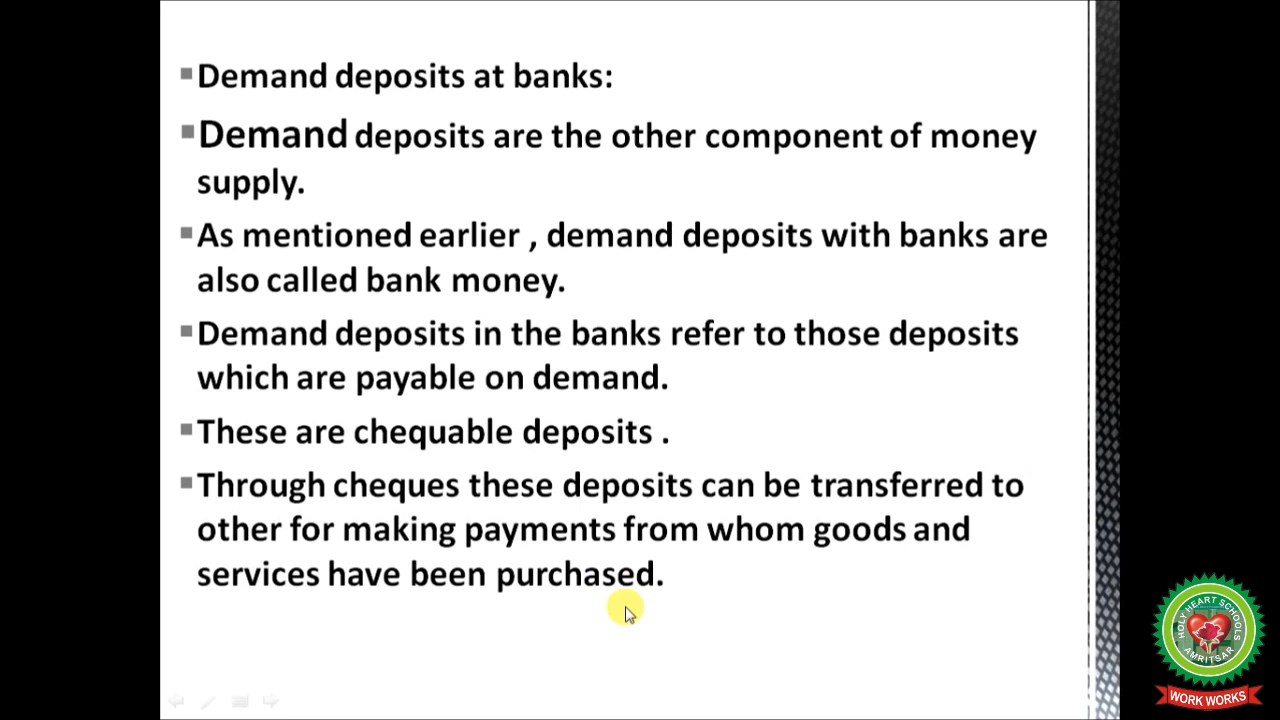 Demand deposits at banks:
Demand deposits are the other component of money
supply.
As mentioned earlier , demand deposits with banks are
also called bank money.
Demand deposits in the banks refer to those deposits
which are payable on demand.
These are chequable deposits .
Through cheques these deposits can be transferred to
other for making payments from whom goods and
services have been purchased.
HOLY HEART SCHOOLS
AMRITSAR
WORK WORKS